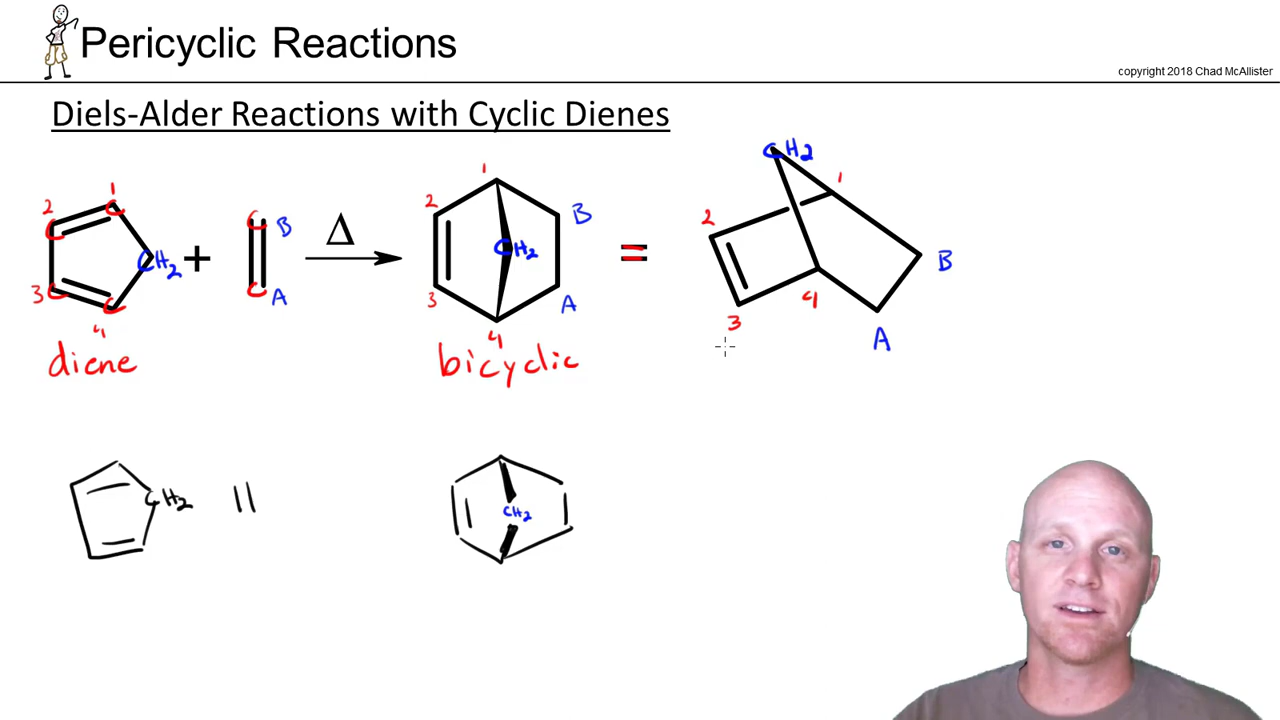 Pericyclic Reactions
copyright 2018 Chad McAllister
Diels-Alder Reactions with Cyclic Dienes
1
2
C
C
CH2
3
C
C
4
diene
+
C
B
C
A
Δ
1
2
B
CH2
3
A
4
bicyclic
=
CH2
1
2
B
4
3
A
CH2
CH2